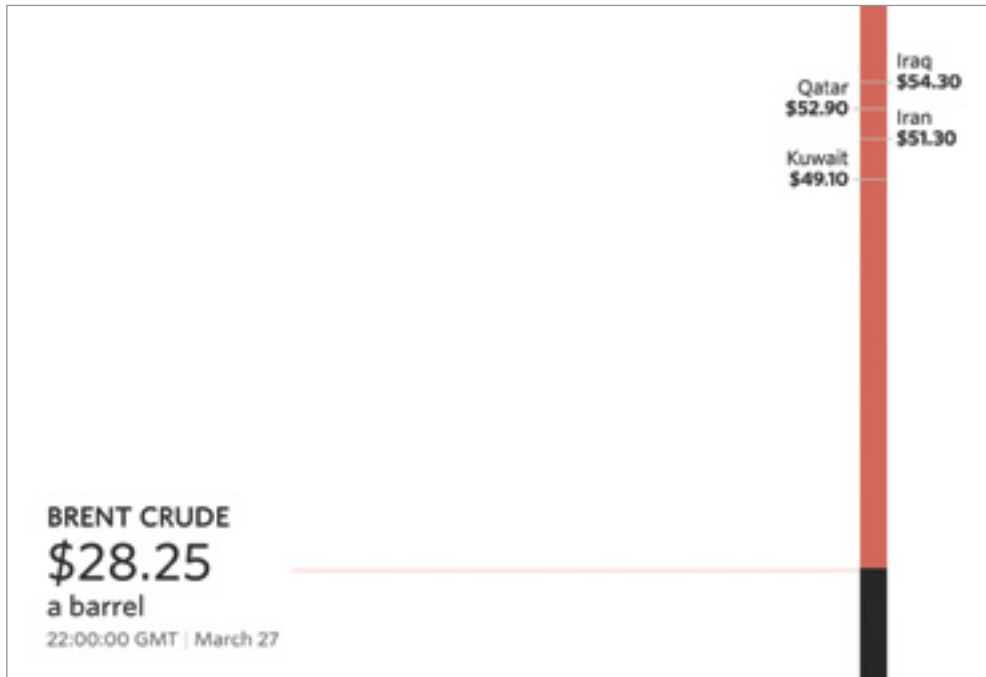 Iraq
$54.30
Qatar
$52.90
Iran
$51.30
Kuwait
$49.10
BRENT CRUDE
$28.25
a barrel
22:00:00 GMT | March 27